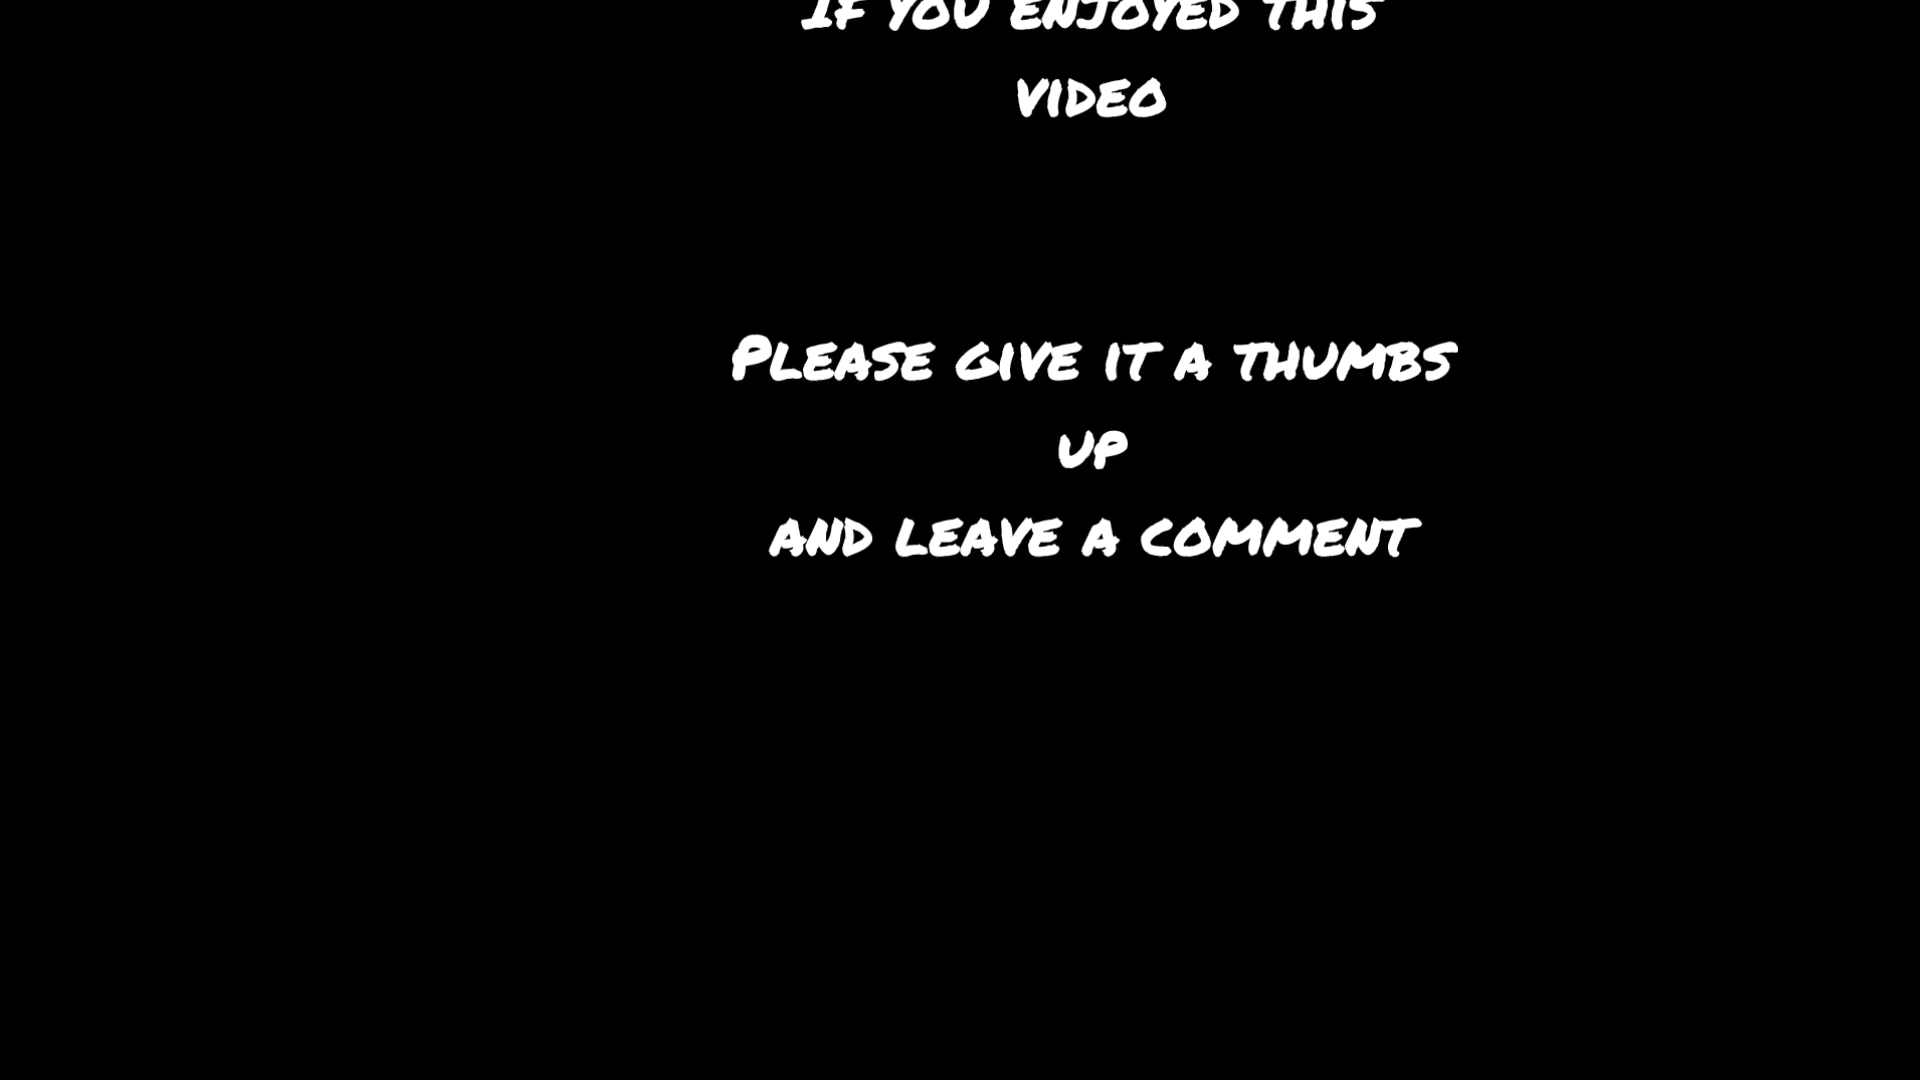 If you enjoyed this
video
Please give it a thumbs
up
and leave a comment